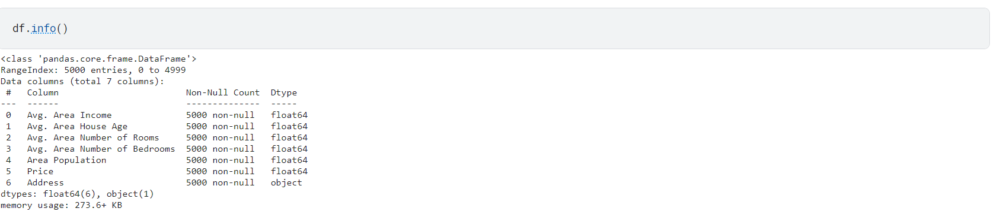 df.info()
<class 'pandas.core.frame.DataFrame'>
RangeIndex: 5000 entries, 0 to 4999
Data columns (total 7 columns):
 #   Column                        Non-Null Count  Dtype
---  ------                        --------------  -----
 0   Avg. Area Income              5000 non-null   float64
 1   Avg. Area House Age           5000 non-null   float64
 2   Avg. Area Number of Rooms     5000 non-null   float64
 3   Avg. Area Number of Bedrooms  5000 non-null   float64
 4   Area Population               5000 non-null   float64
 5   Price                         5000 non-null   float64
 6   Address                       5000 non-null   object
dtypes: float64(6), object(1)
memory usage: 273.6+ KB